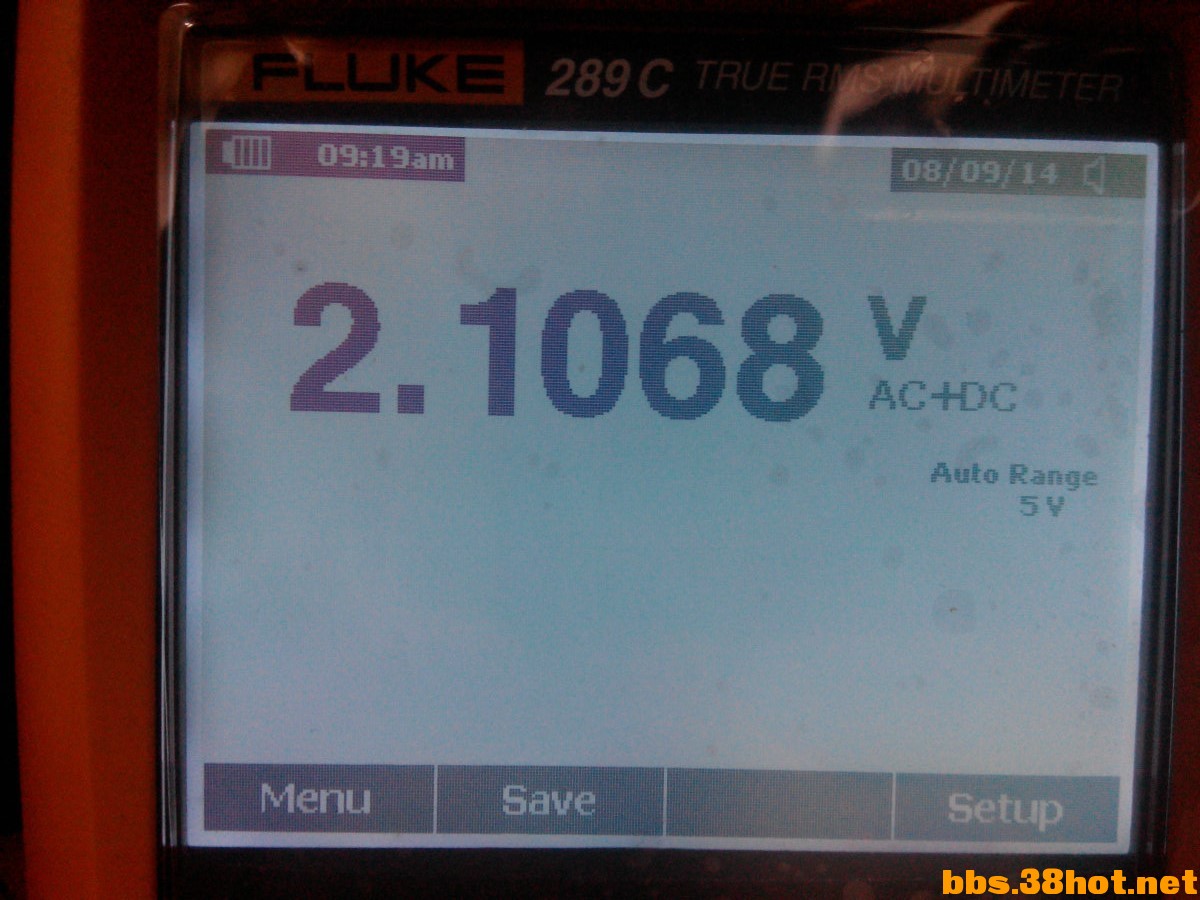 FLUKE 289C TRUE RMS MULTIMETER
09:19am 08/09/14
2.1068 V
AC+DC
Auto Range
5 V
Menu Save Setup
bbs.38hot.net